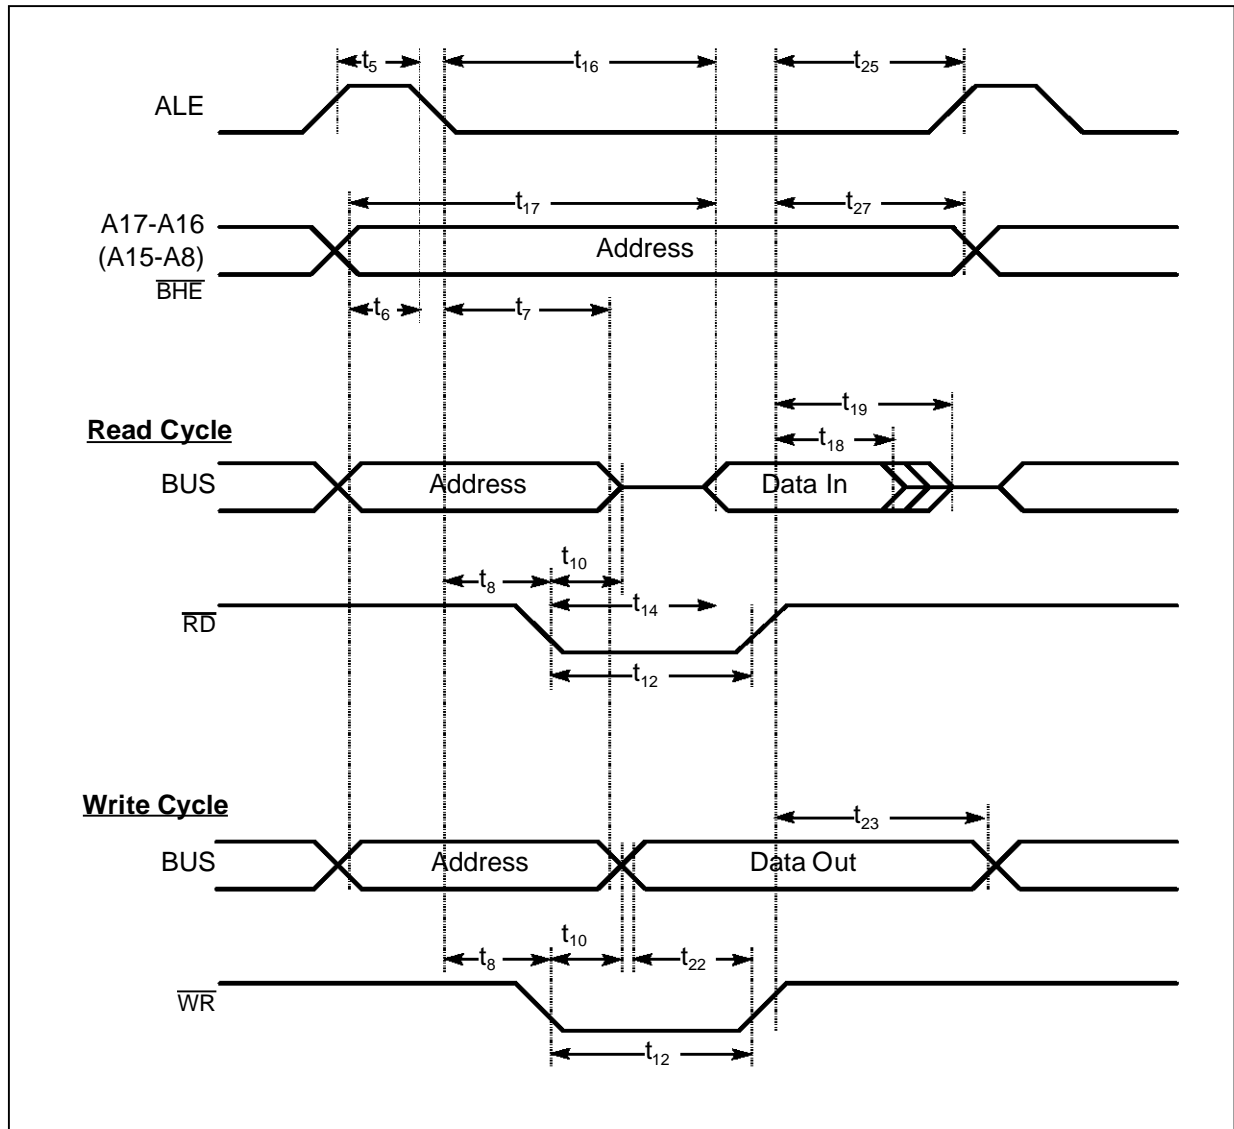 t5 t16 t25
ALE
t17 t27
A17-A16
(A15-A8)
BHE
Address
t6 t7
t19
Read Cycle
t18
BUS
Address
Data In
t10
t8
t14
RD
t12
Write Cycle
t23
BUS
Address
Data Out
t10
t8
t22
WR
t12